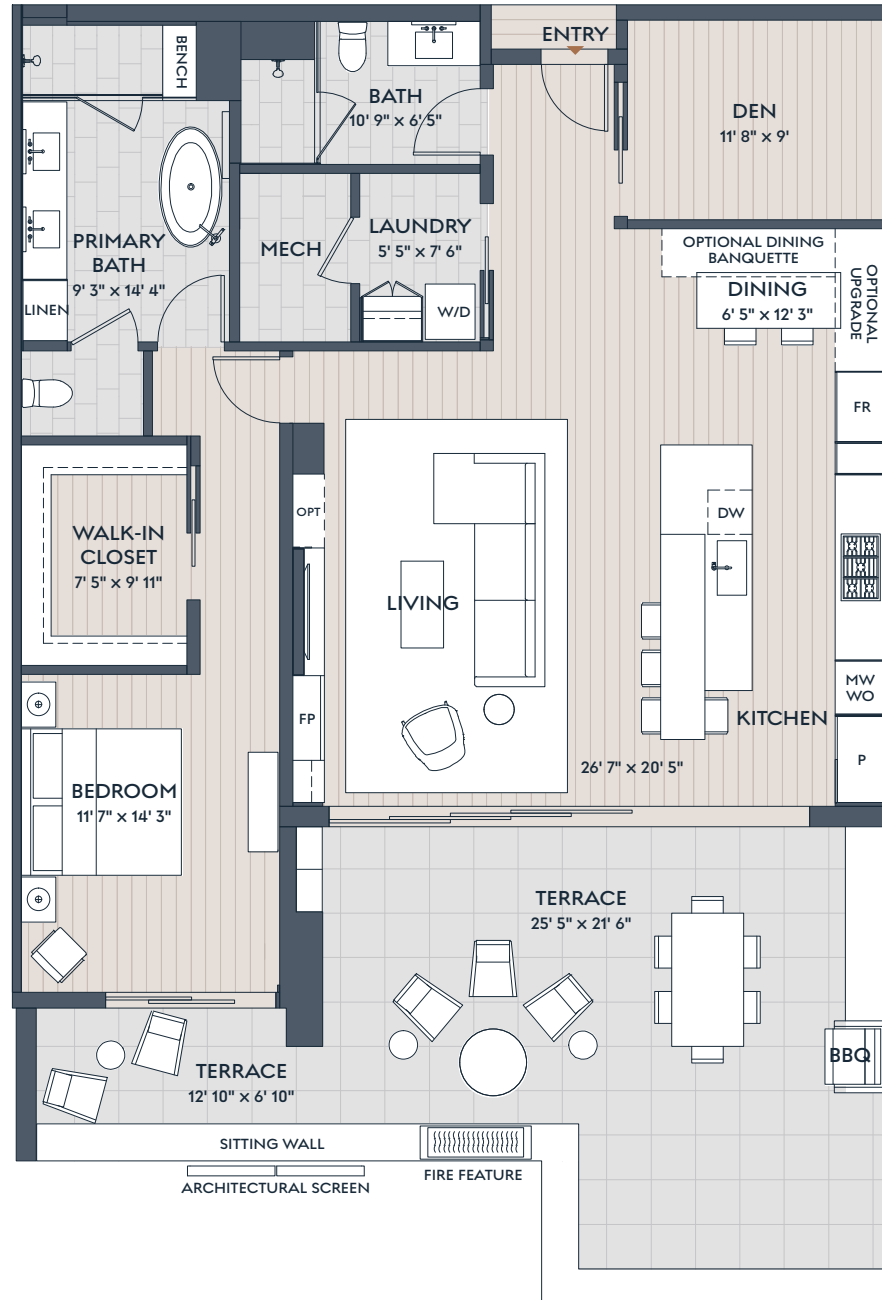 ENTRY
BENCH
BATH
10' 9" x 6' 5"
DEN
11' 8" x 9'
PRIMARY
BATH
9' 3" x 14' 4"
MECH
LAUNDRY
5' 5" x 7' 6"
OPTIONAL DINING
BANQUETTE
OPTIONAL
UPGRADE
DINING
6' 5" x 12' 3"
LINEN
W/D
FR
WALK-IN
CLOSET
7' 5" x 9' 11"
OPT
DW
LIVING
MW
WO
FP
KITCHEN
P
26' 7" x 20' 5"
BEDROOM
11' 7" x 14' 3"
TERRACE
25' 5" x 21' 6"
BBQ
TERRACE
12' 10" x 6' 10"
SITTING WALL
FIRE FEATURE
ARCHITECTURAL SCREEN